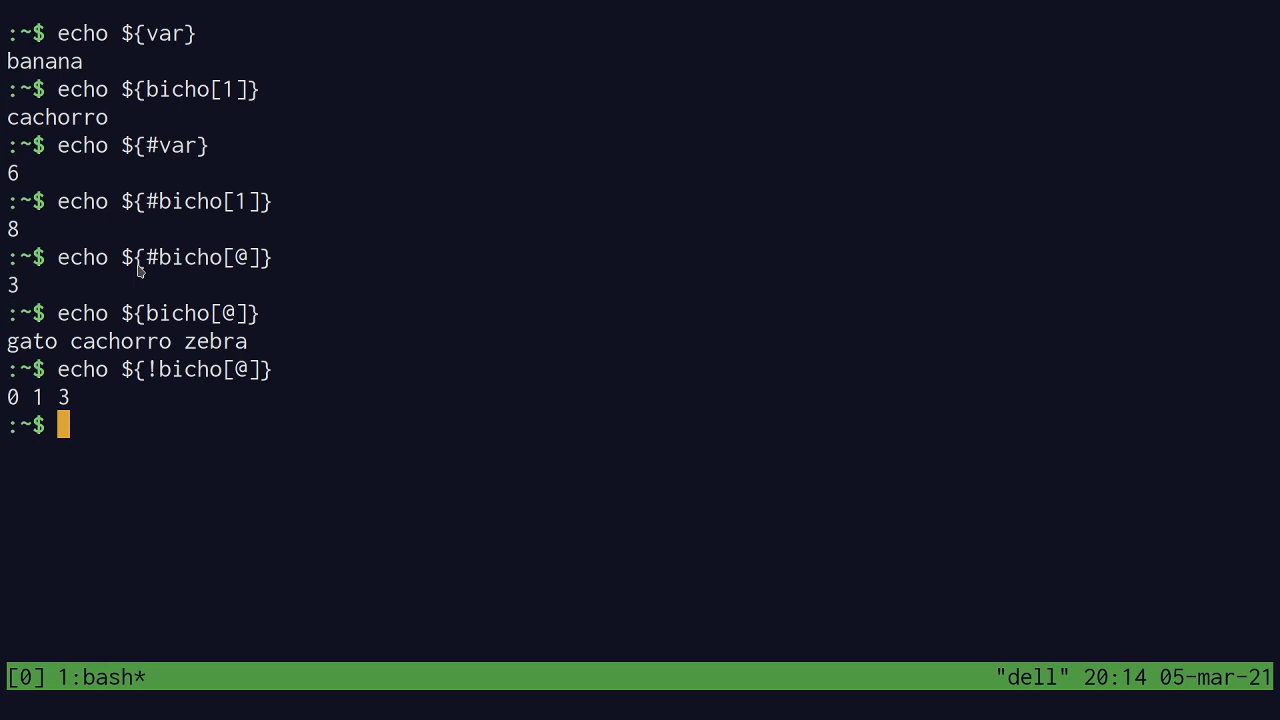 :~$ echo ${var}
banana
:~$ echo ${bicho[1]}
cachorro
:~$ echo ${#var}
6
:~$ echo ${#bicho[1]}
8
:~$ echo ${#bicho[@]}
3
:~$ echo ${bicho[@]}
gato cachorro zebra
:~$ echo ${!bicho[@]}
0 1 3
:~$
[0] 1:bash* "dell" 20:14 05-mar-21